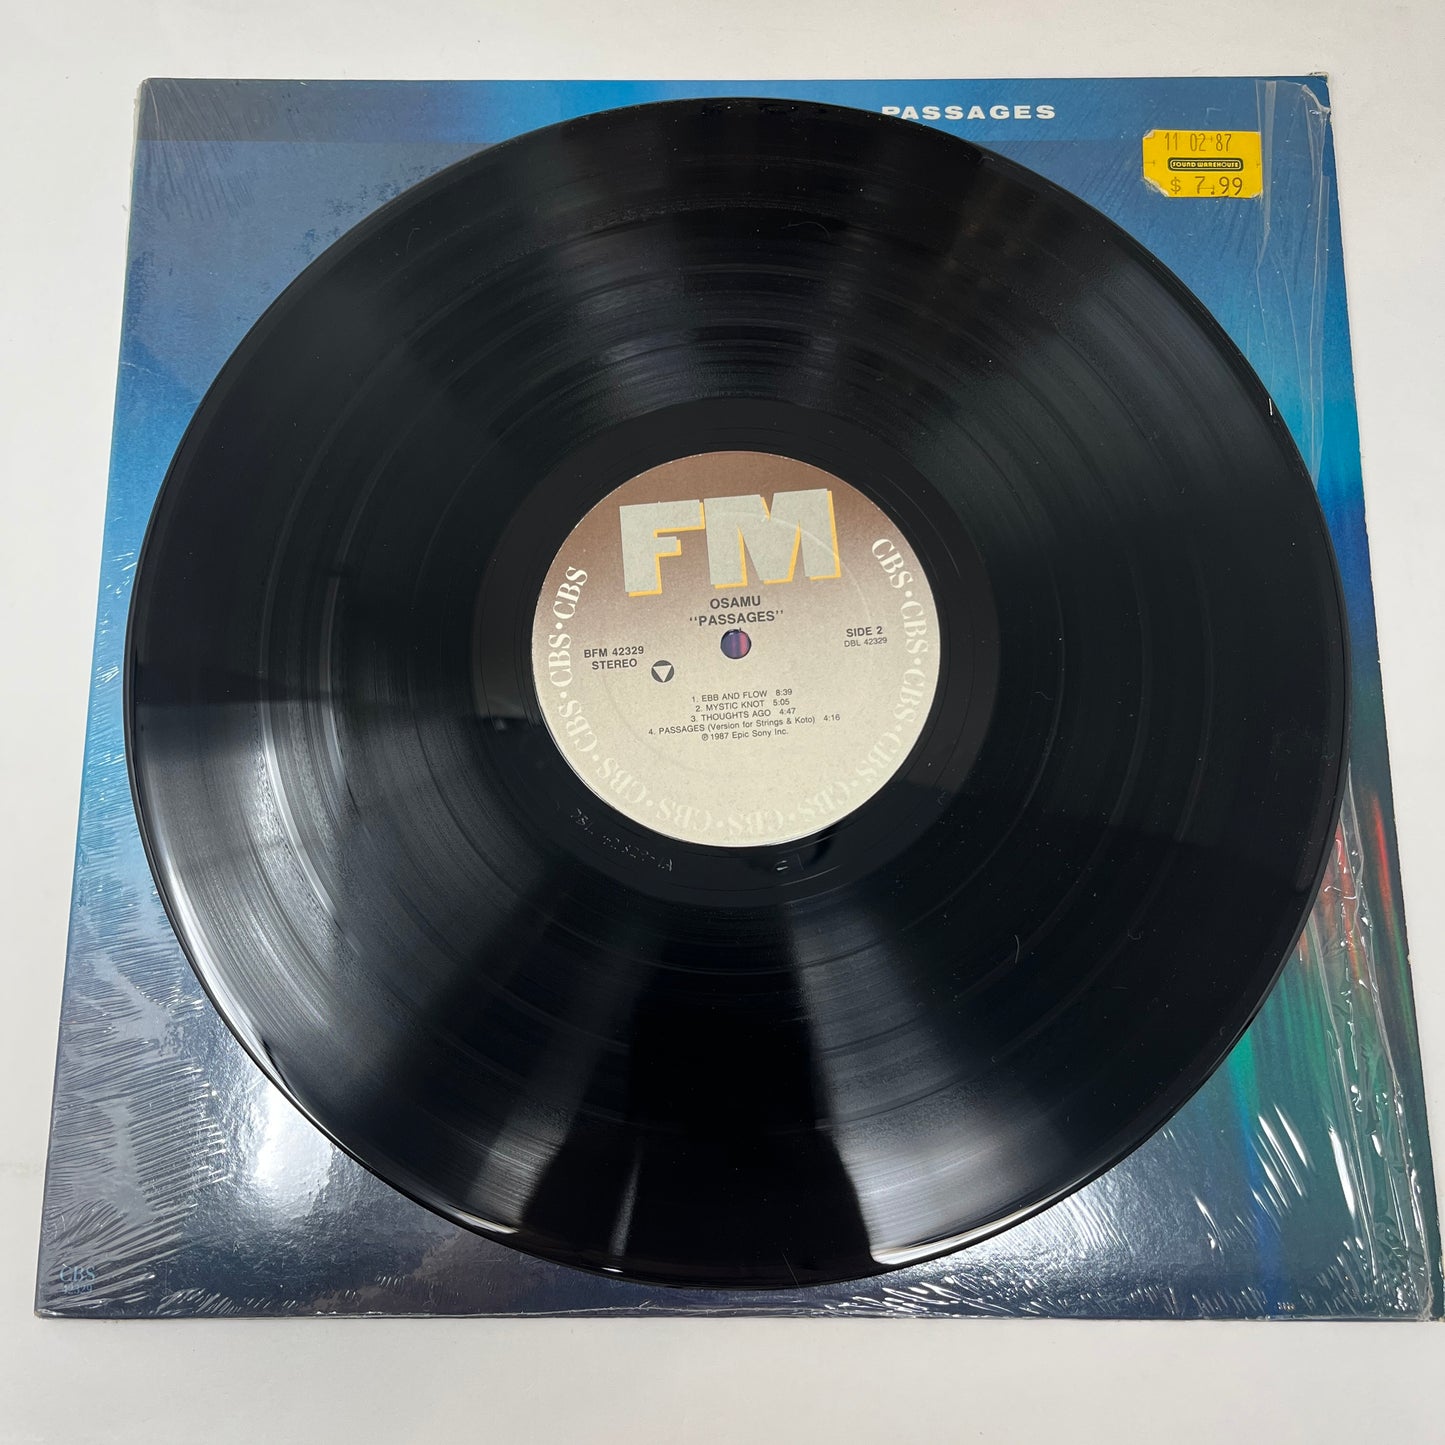 PASSAGES
11 02'87
SOUND WAREHOUSE
$ 7.99
FM
CBS • CBS • CBS • CBS • CBS • CBS • CBS • CBS • CBS • CBS • CBS
OSAMU
"PASSAGES"
BFM 42329
STEREO
SIDE 2
DBL 42329
1. EBB AND FLOW 8:39
2. MYSTIC KNOT 5:05
3. THOUGHTS AGO 4:47
4. PASSAGES (Version for Strings & Koto) 4:16
℗ 1987 Epic Sony Inc.
CBS